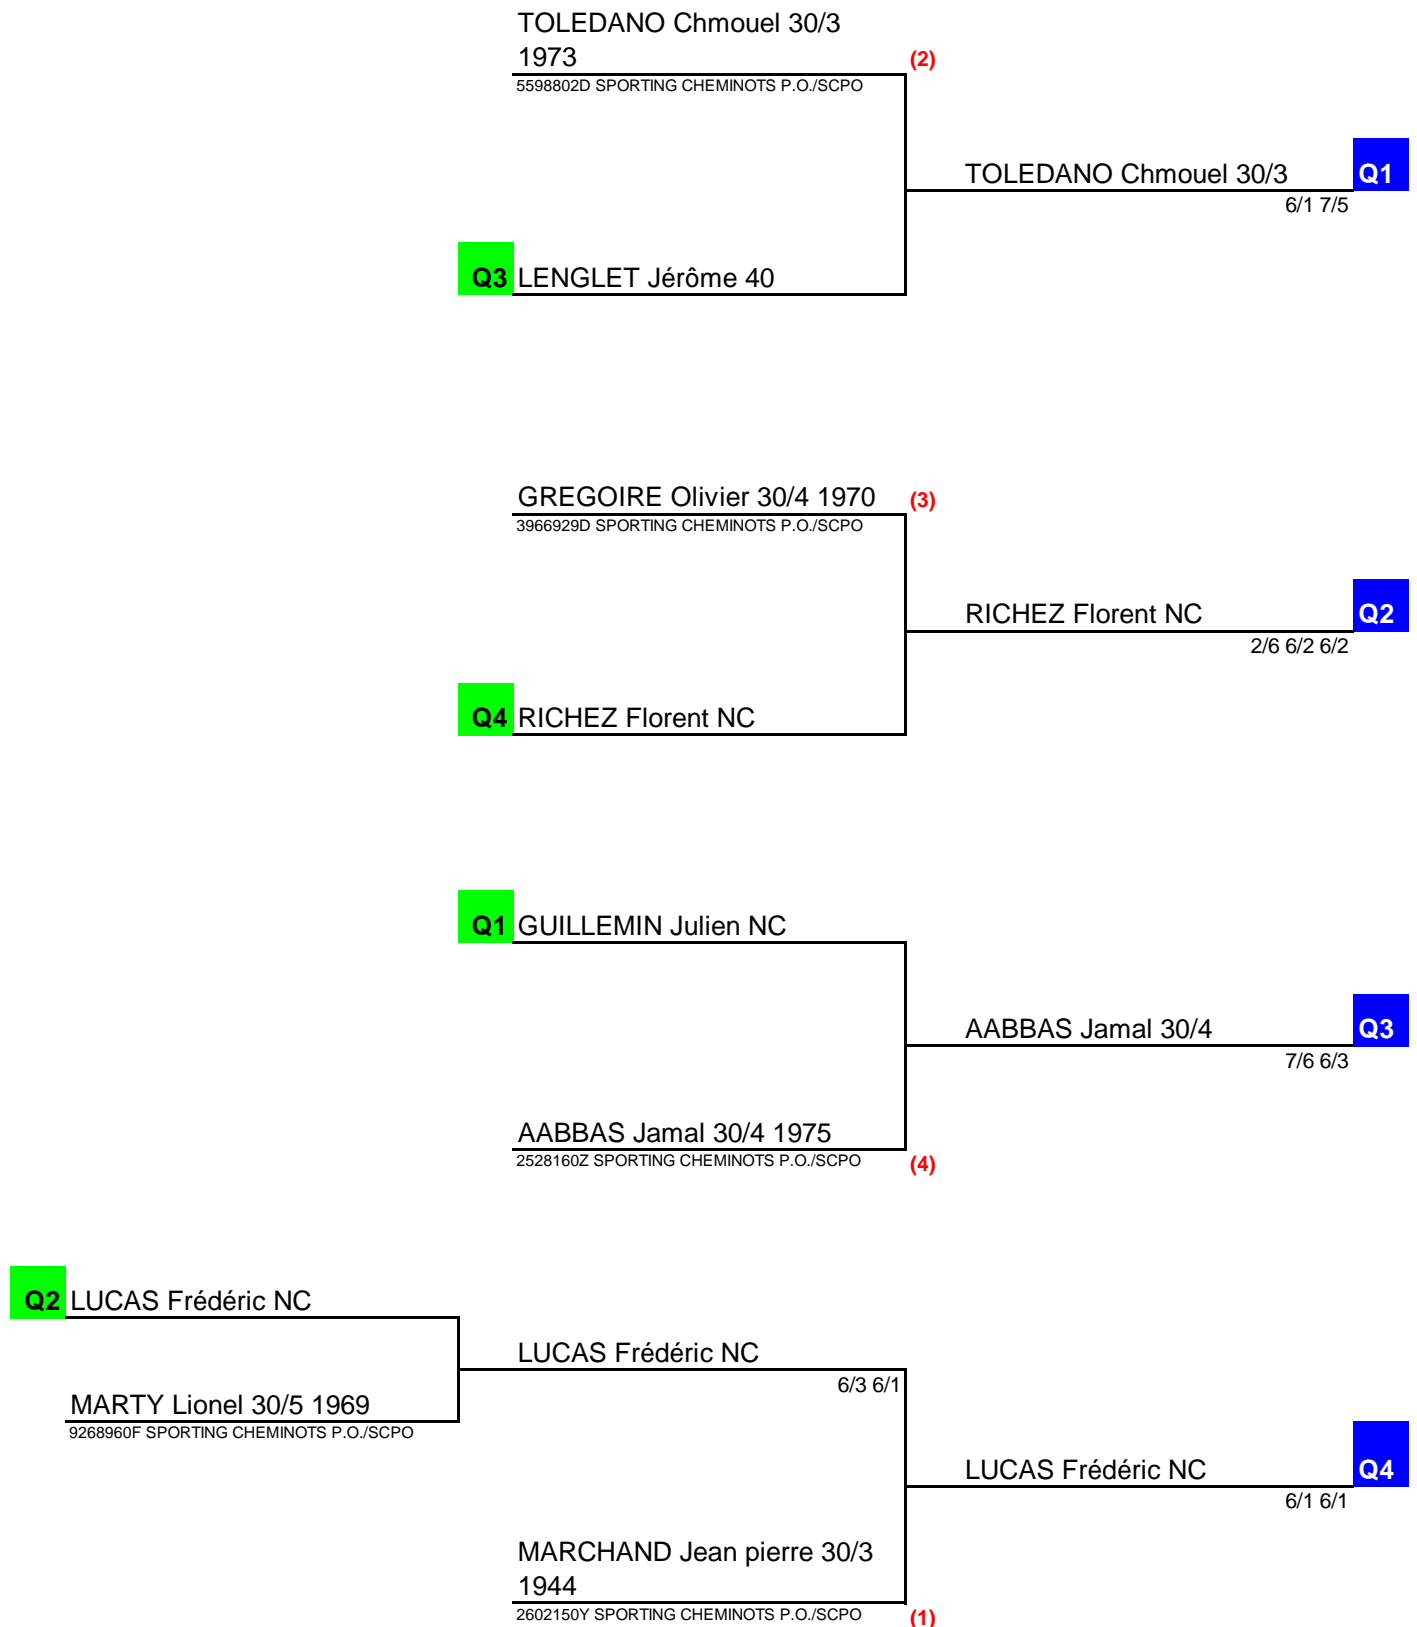 TOLEDANO Chmouel 30/3
1973
(2)
5598802D SPORTING CHEMINOTS P.O./SCPO
TOLEDANO Chmouel 30/3
Q1
6/1 7/5
Q3 LENGLET Jérôme 40
GREGOIRE Olivier 30/4 1970
(3)
3966929D SPORTING CHEMINOTS P.O./SCPO
RICHEZ Florent NC
Q2
2/6 6/2 6/2
Q4 RICHEZ Florent NC
Q1 GUILLEMIN Julien NC
AABBAS Jamal 30/4
Q3
7/6 6/3
AABBAS Jamal 30/4 1975
2528160Z SPORTING CHEMINOTS P.O./SCPO
(4)
Q2 LUCAS Frédéric NC
LUCAS Frédéric NC
6/3 6/1
MARTY Lionel 30/5 1969
9268960F SPORTING CHEMINOTS P.O./SCPO
LUCAS Frédéric NC
Q4
6/1 6/1
MARCHAND Jean pierre 30/3
1944
2602150Y SPORTING CHEMINOTS P.O./SCPO
(1)